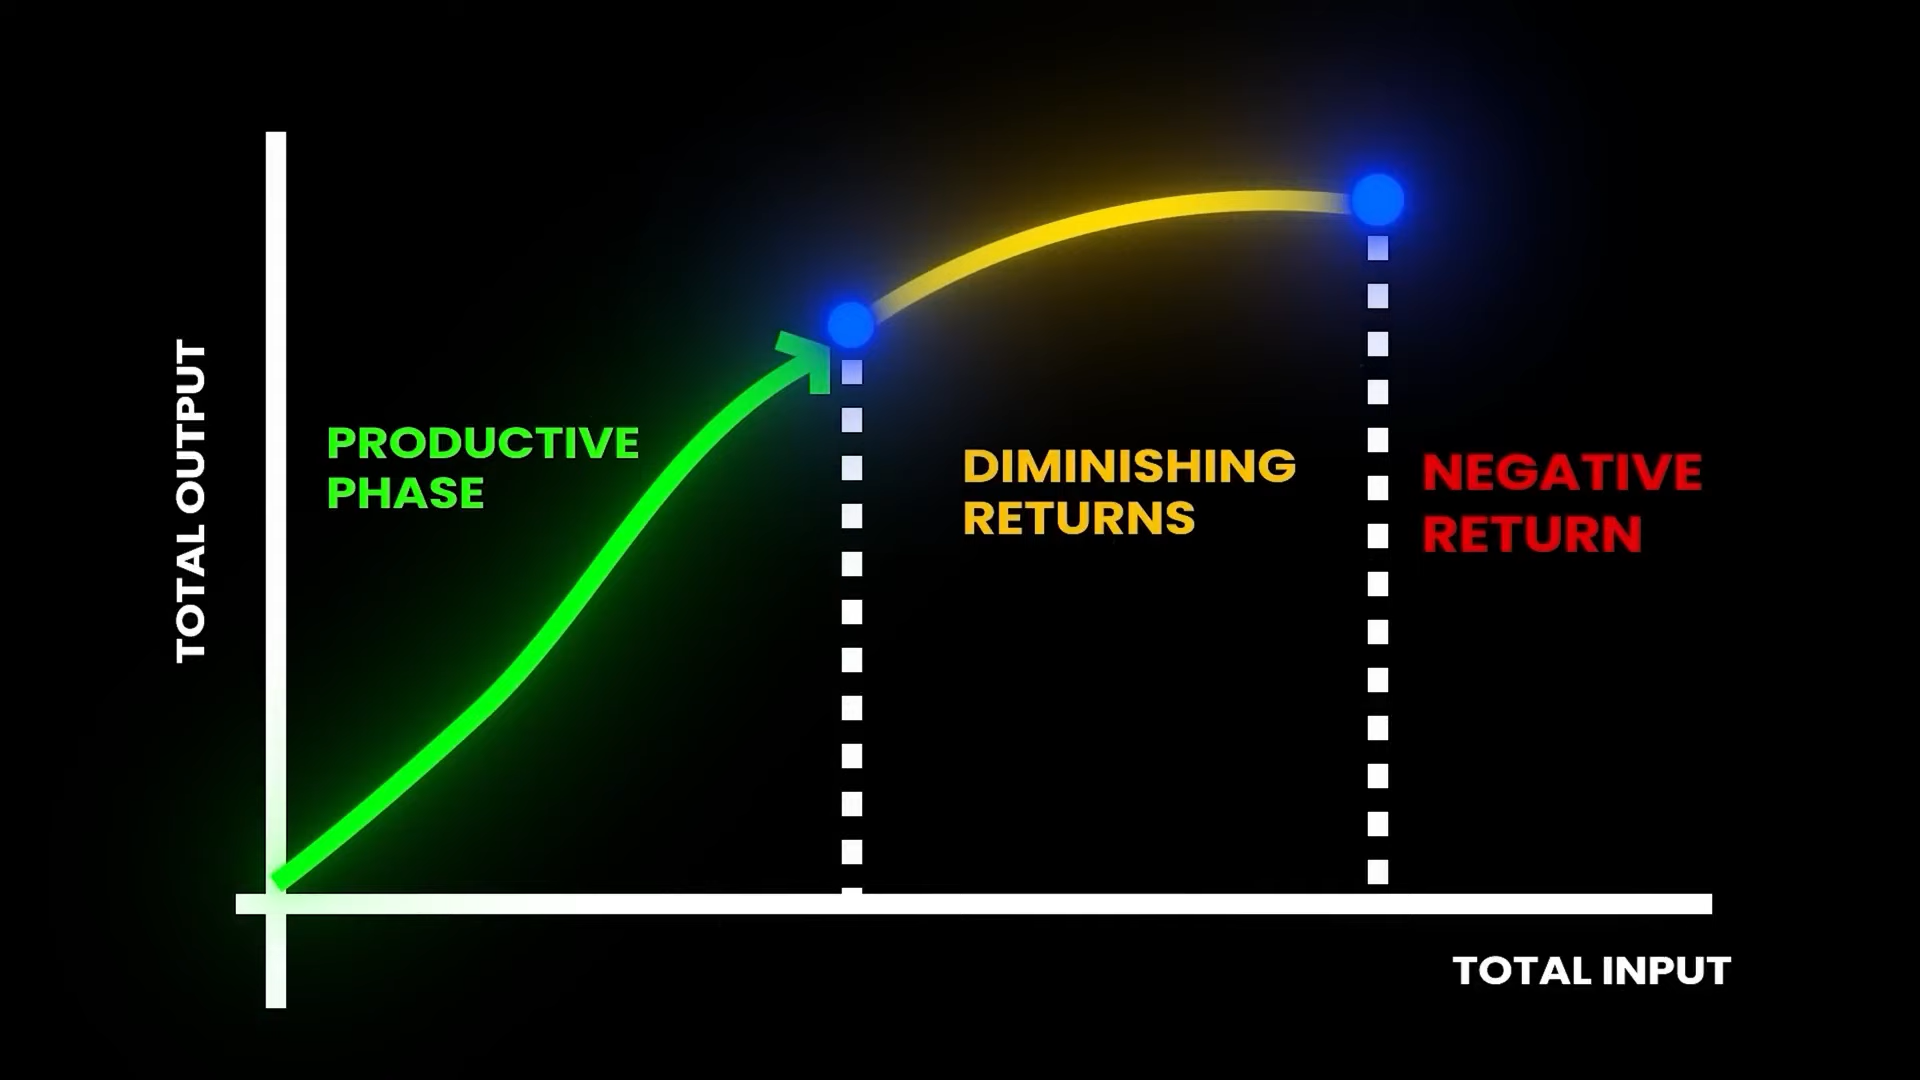 TOTAL OUTPUT
PRODUCTIVE
PHASE
DIMINISHING
RETURNS
NEGATIVE
RETURN
TOTAL INPUT